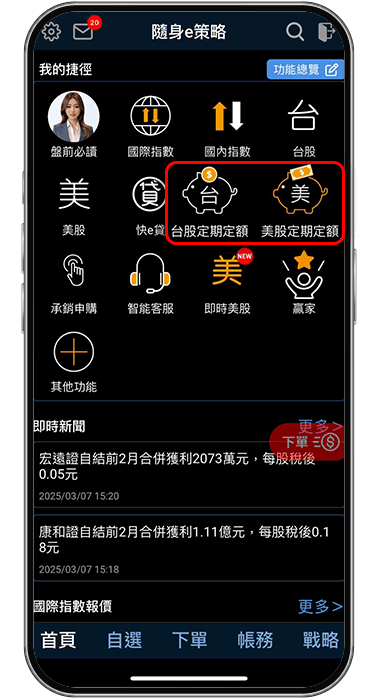 20
隨身e策略
我的捷徑
功能總覽
盤前必讀
國際指數
國內指數
台
台股
美
美股
貸
快e貸
$
台
台股定期定額
$
美
美股定期定額
承銷申購
智能客服
美
NEW
即時美股
贏家
其他功能
即時新聞
更多>
下單
$
宏遠證自結前2月合併獲利2073萬元，每股稅後
0.05元
2025/03/07 15:20
康和證自結前2月合併獲利1.11億元，每股稅後0.1
8元
2025/03/07 15:18
國際指數報價
更多>
首頁
自選
下單
帳務
戰略